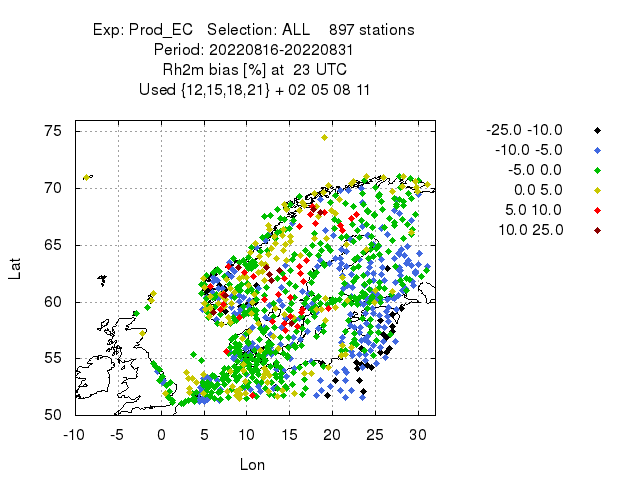 Exp: Prod_EC   Selection: ALL    897 stations
Period: 20220816-20220831
Rh2m bias [%] at  23 UTC
Used {12,15,18,21} + 02 05 08 11
-25.0 -10.0
-10.0 -5.0
-5.0 0.0
0.0 5.0
5.0 10.0
10.0 25.0
75
70
65
60
55
50
Lat
-10 -5 0 5 10 15 20 25 30
Lon